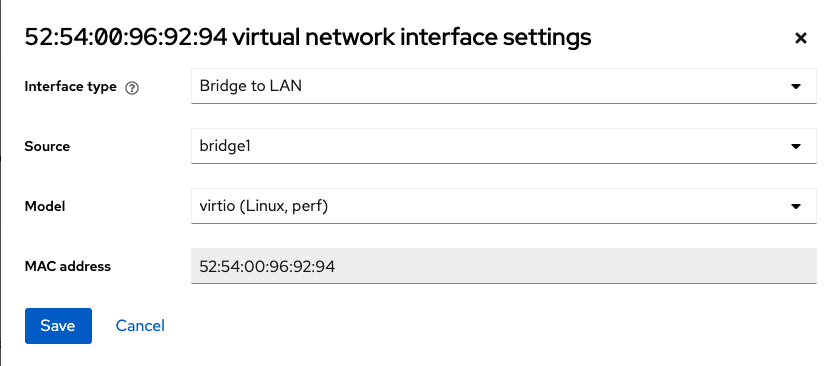 52:54:00:96:92:94 virtual network interface settings
Interface type
Bridge to LAN
Source
bridge1
Model
virtio (Linux, perf)
MAC address
52:54:00:96:92:94
Save
Cancel